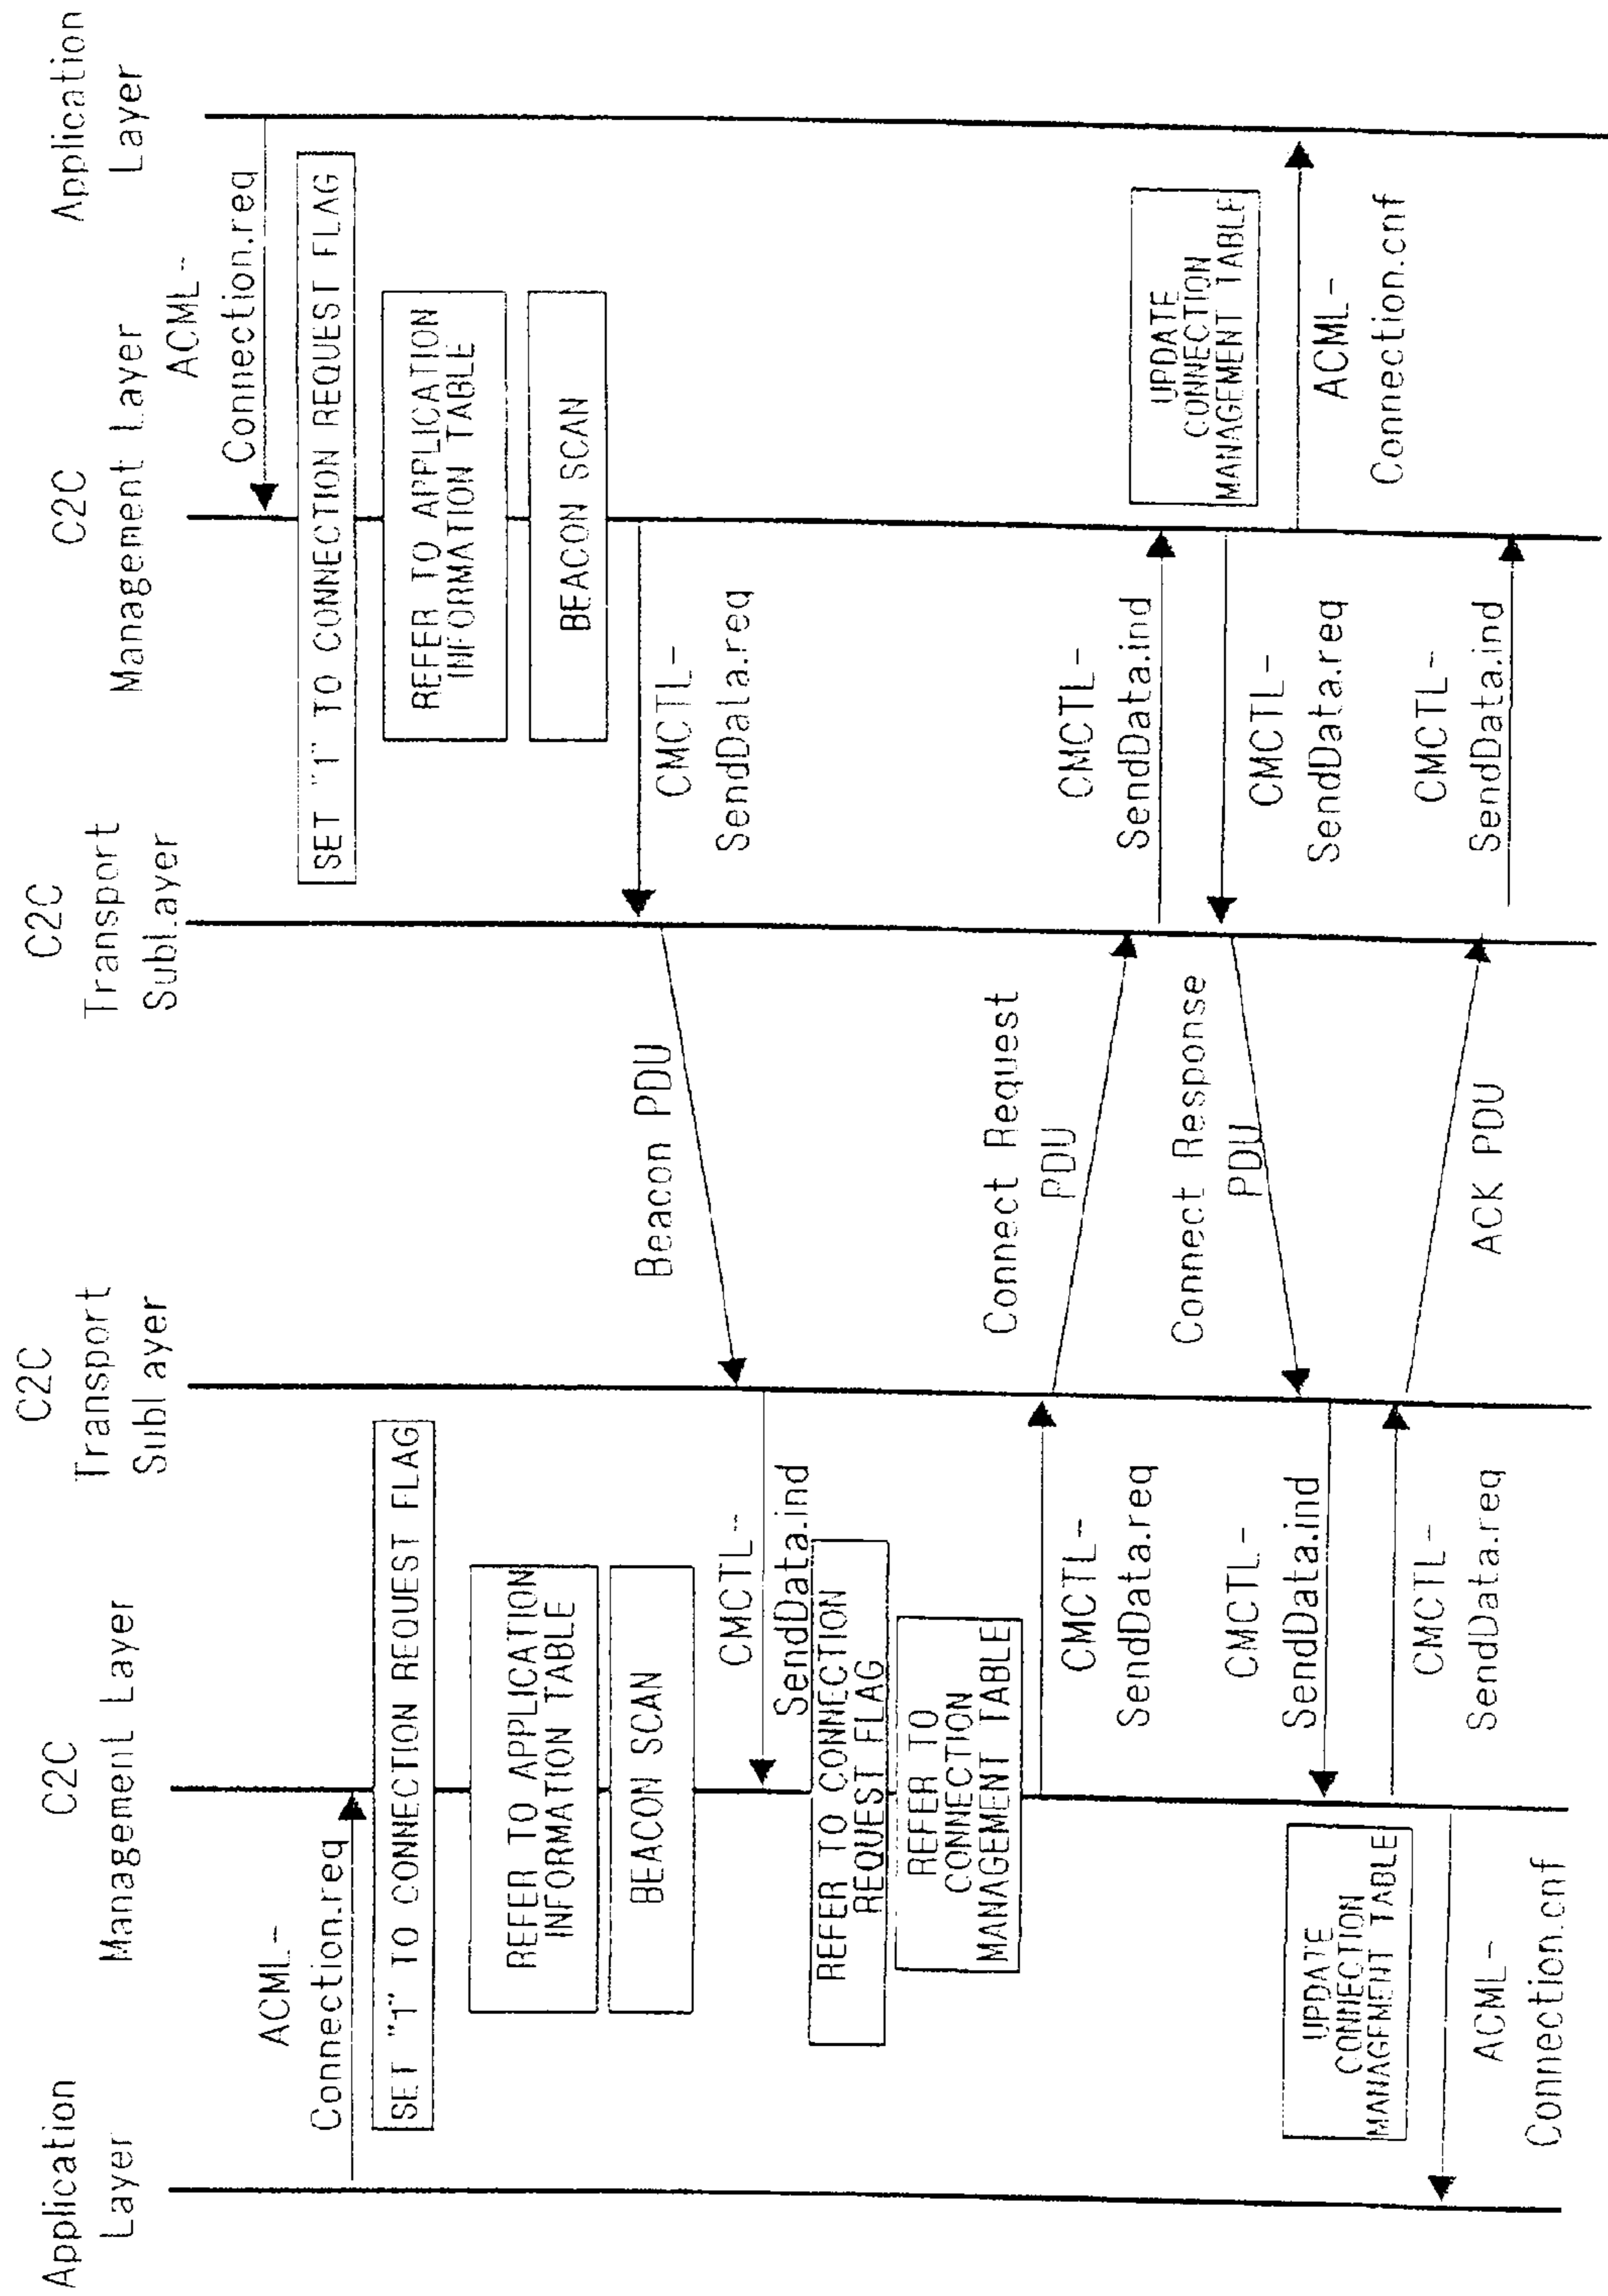 Application
Layer
C2C
Management Layer
C2C
Transport
SubLayer
C2C
Transport
SubLayer
C2C
Management Layer
Application
Layer
ACML-
Connection.req
SET "1" TO CONNECTION REQUEST FLAG
REFER TO APPLICATION
INFORMATION TABLE
BEACON SCAN
CMCTL-
SendData.req
Beacon PDU
ACML-
Connection.req
SET "1" TO CONNECTION REQUEST FLAG
REFER TO APPLICATION
INFORMATION TABLE
BEACON SCAN
CMCTL-
SendData.ind
REFER TO CONNECTION
REQUEST FLAG
REFER TO
CONNECTION
MANAGEMENT TABLE
CMCTL-
SendData.req
Connect Request
PDU
CMCTL-
SendData.ind
UPDATE
CONNECTION
MANAGEMENT TABLE
CMCTL-
SendData.req
ACML-
Connection.cnf
Connect Response
PDU
CMCTL-
SendData.ind
UPDATE
CONNECTION
MANAGEMENT TABLE
CMCTL-
SendData.req
ACML-
Connection.cnf
ACK PDU
CMCTL-
SendData.ind